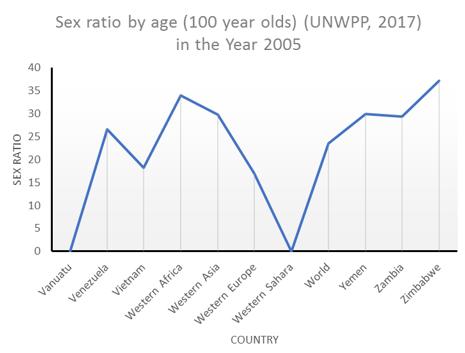 Sex ratio by age (100 year olds) (UNWPP, 2017)
in the Year 2005
SEX RATIO
40
35
30
25
20
15
10
5
0
Vanuatu
Venezuela
Vietnam
Western Africa
Western Asia
Western Europe
Western Sahara
World
Yemen
Zambia
Zimbabwe
COUNTRY